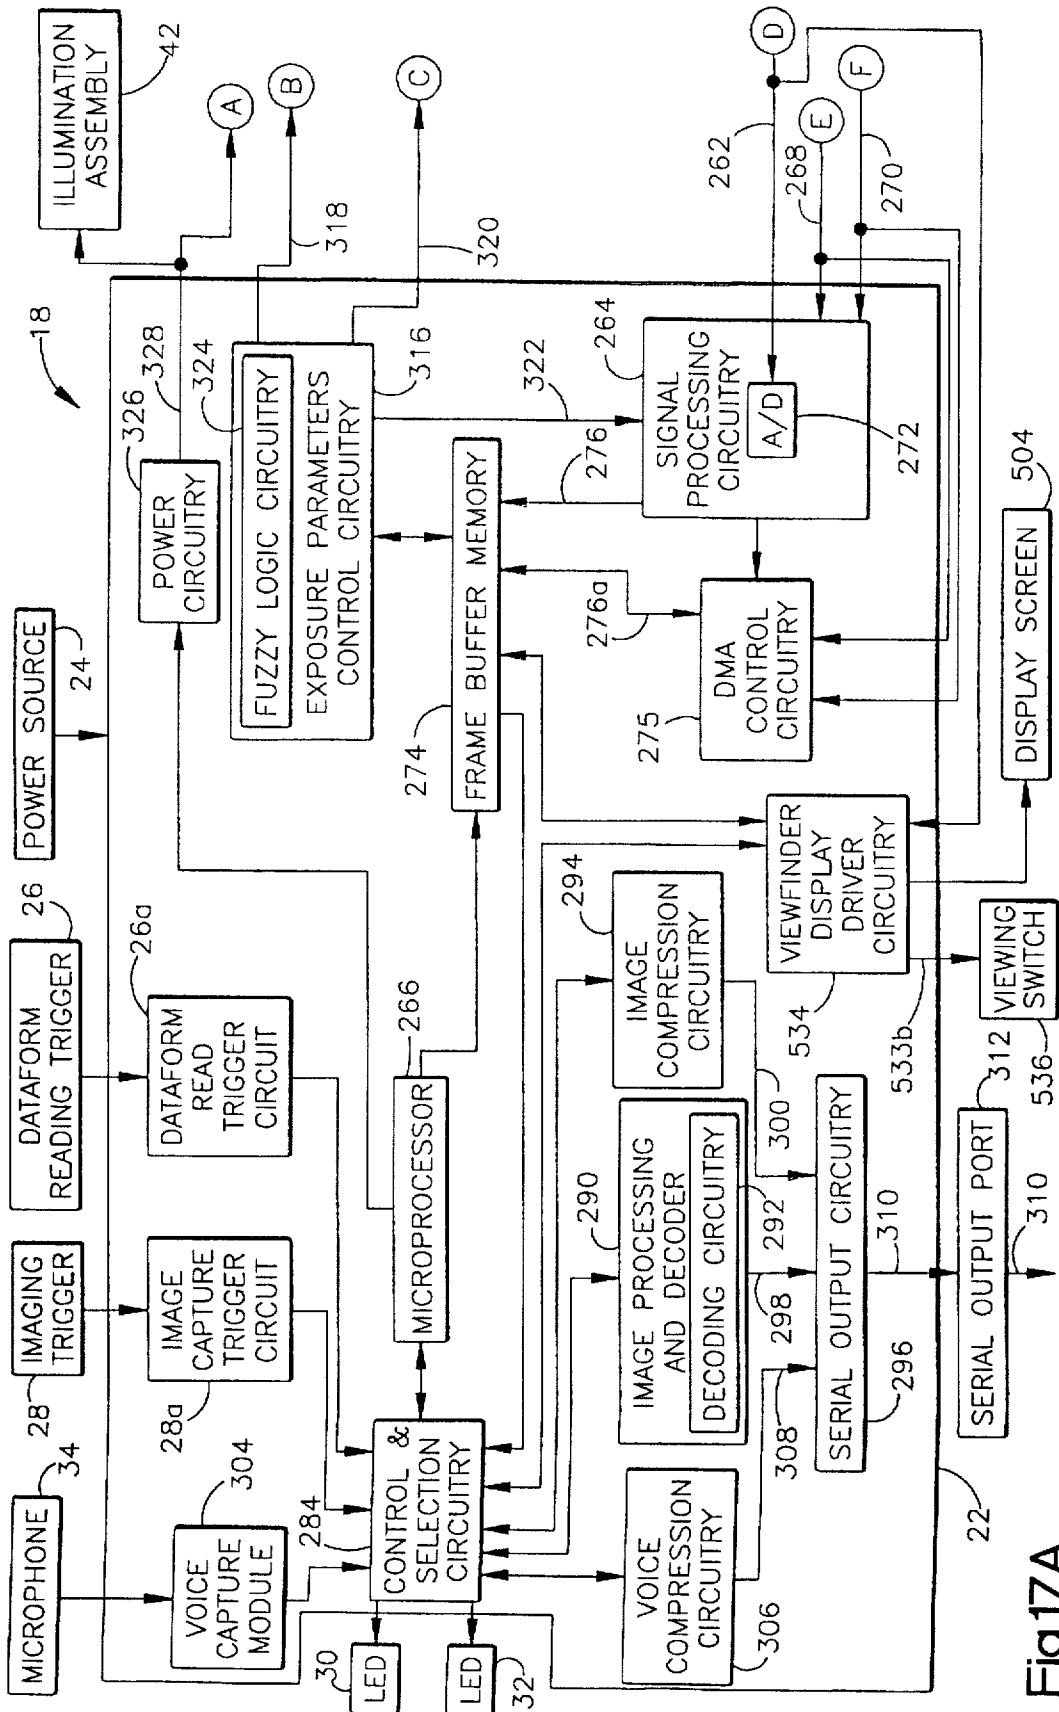 MICROPHONE
34
IMAGING
TRIGGER
28
DATAFORM
READING TRIGGER
26
POWER SOURCE
24
18
ILLUMINATION
ASSEMBLY
42
VOICE
CAPTURE
MODULE
304
IMAGE
CAPTURE
TRIGGER
CIRCUIT
28a
DATAFORM
READ
TRIGGER
CIRCUIT
26a
POWER
CIRCUITRY
326
328
A
FUZZY LOGIC CIRCUITRY
324
EXPOSURE PARAMETERS
CONTROL CIRCUITRY
316
318
B
320
C
322
LED
30
LED
32
CONTROL &
SELECTION
CIRCUITRY
284
MICROPROCESSOR
266
FRAME BUFFER MEMORY
274
276
276a
SIGNAL
PROCESSING
CIRCUITRY
264
A/D
272
262
D
268
E
270
F
DMA
CONTROL
CIRCUITRY
275
VOICE
COMPRESSION
CIRCUITRY
306
IMAGE PROCESSING
AND DECODER
290
DECODING CIRCUITRY
292
IMAGE
COMPRESSION
CIRCUITRY
294
VIEWFINDER
DISPLAY
DRIVER
CIRCUITRY
534
308
298
300
SERIAL OUTPUT CIRCUITRY
296
310
533b
22
SERIAL OUTPUT PORT
312
310
VIEWING
SWITCH
536
DISPLAY SCREEN
504
Fig.17A